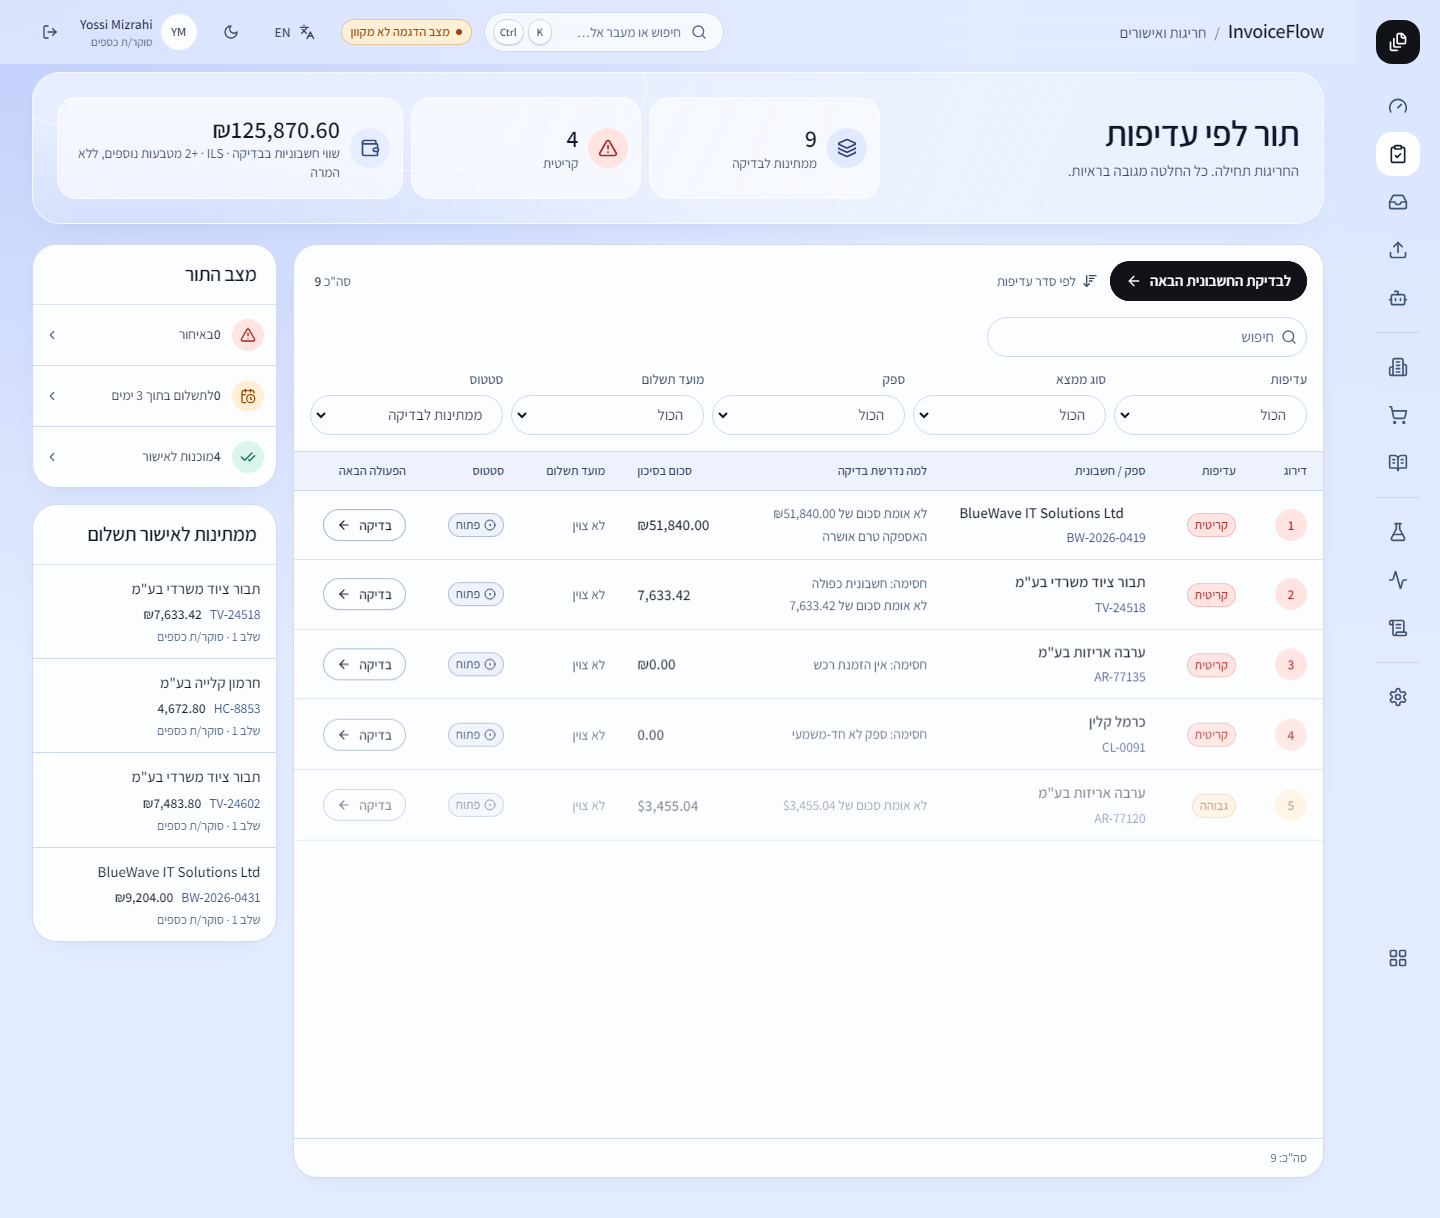 InvoiceFlow / חריגות ואישורים
חיפוש או מעבר אל...
Ctrl K
מצב הדגמה לא מקוון
EN
Yossi Mizrahi
סוקר/ת כספים
YM
תור לפי עדיפות
החריגות תחילה. כל החלטה מגובה בראיות.
9
ממתינות לבדיקה
4
קריטית
₪125,870.60
שווי חשבוניות בבדיקה · ILS · +2 מטבעות נוספים, ללא
המרה
לבדיקת החשבונית הבאה
לפי סדר עדיפות
סה"כ 9
חיפוש
עדיפות סוג ממצא ספק מועד תשלום סטטוס
הכול הכול הכול הכול ממתינות לבדיקה
דירוג עדיפות ספק / חשבונית למה נדרשת בדיקה סכום בסיכון מועד תשלום סטטוס הפעולה הבאה
1 קריטית BlueWave IT Solutions Ltd לא אומת סכום של ₪51,840.00 ₪51,840.00 לא צוין פתוח בדיקה
BW-2026-0419 האספקה טרם אושרה
2 קריטית תבור ציוד משרדי בע"מ חסימה: חשבונית כפולה 7,633.42 לא צוין פתוח בדיקה
TV-24518 לא אומת סכום של 7,633.42
3 קריטית ערבה אריזות בע"מ חסימה: אין הזמנת רכש ₪0.00 לא צוין פתוח בדיקה
AR-77135
4 קריטית כרמל קלין חסימה: ספק לא חד-משמעי 0.00 לא צוין פתוח בדיקה
CL-0091
5 גבוהה ערבה אריזות בע"מ לא אומת סכום של $3,455.04 $3,455.04 לא צוין פתוח בדיקה
AR-77120
סה"כ: 9
מצב התור
0באיחור
0לתשלום בתוך 3 ימים
4מוכנות לאישור
ממתינות לאישור תשלום
תבור ציוד משרדי בע"מ
TV-24518 ₪7,633.42
שלב 1 · סוקר/ת כספים
חרמון קלייה בע"מ
HC-8853 4,672.80
שלב 1 · סוקר/ת כספים
תבור ציוד משרדי בע"מ
TV-24602 ₪7,483.80
שלב 1 · סוקר/ת כספים
BlueWave IT Solutions Ltd
BW-2026-0431 ₪9,204.00
שלב 1 · סוקר/ת כספים